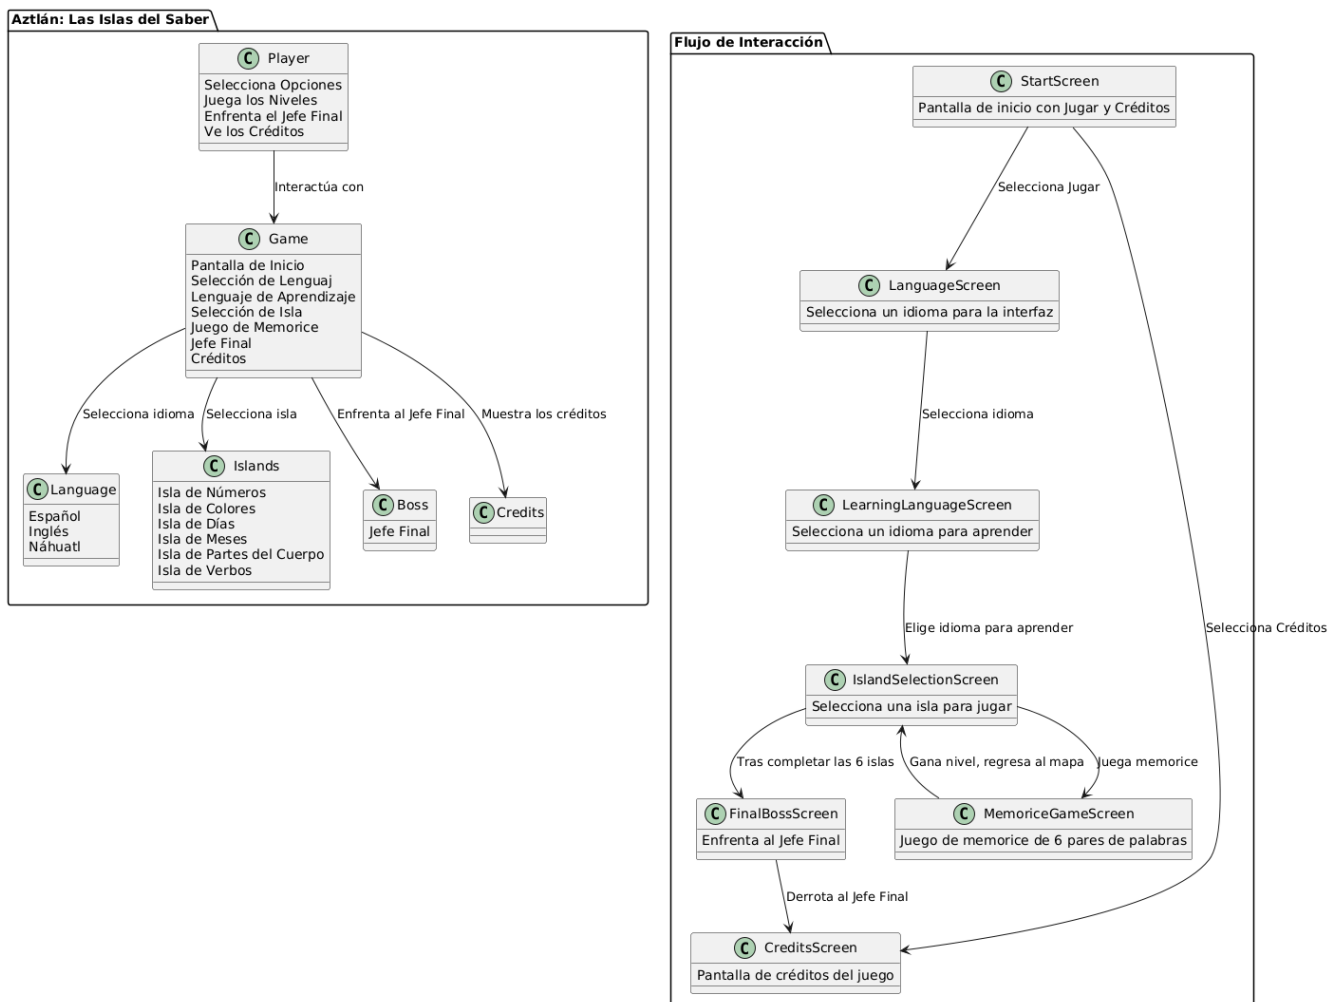 Aztlán: Las Islas del Saber
C Player
Selecciona Opciones
Juega los Niveles
Enfrenta el Jefe Final
Ve los Créditos
Interactúa con
C Game
Pantalla de Inicio
Selección de Lenguaj
Lenguaje de Aprendizaje
Selección de Isla
Juego de Memorice
Jefe Final
Créditos
Selecciona idioma
Selecciona isla
Enfrenta al Jefe Final
Muestra los créditos
C Language
Español
Inglés
Náhuatl
C Islands
Isla de Números
Isla de Colores
Isla de Días
Isla de Meses
Isla de Partes del Cuerpo
Isla de Verbos
C Boss
Jefe Final
C Credits
Flujo de Interacción
C StartScreen
Pantalla de inicio con Jugar y Créditos
Selecciona Jugar
C LanguageScreen
Selecciona un idioma para la interfaz
Selecciona idioma
C LearningLanguageScreen
Selecciona un idioma para aprender
Elige idioma para aprender
Selecciona Créditos
C IslandSelectionScreen
Selecciona una isla para jugar
Tras completar las 6 islas
Gana nivel, regresa al mapa
Juega memorice
C FinalBossScreen
Enfrenta al Jefe Final
C MemoriceGameScreen
Juego de memorice de 6 pares de palabras
Derrota al Jefe Final
C CreditsScreen
Pantalla de créditos del juego